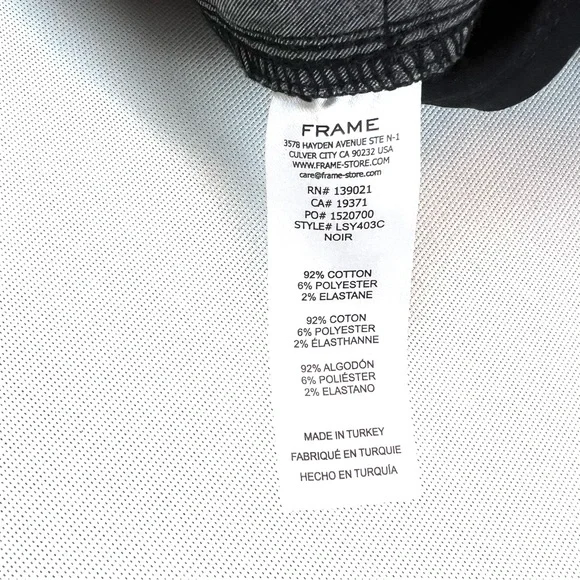 FRAME
3578 HAYDEN AVENUE STE N-1
CULVER CITY CA 90232 USA
WWW.FRAME-STORE.COM
care@frame-store.com
RN# 139021
CA# 19371
PO# 1520700
STYLE# LSY403C
NOIR
92% COTTON
6% POLYESTER
2% ELASTANE
92% COTON
6% POLYESTER
2% ÉLASTHANNE
92% ALGODÓN
6% POLIÉSTER
2% ELASTANO
MADE IN TURKEY
FABRIQUÉ EN TURQUIE
HECHO EN TURQUÍA